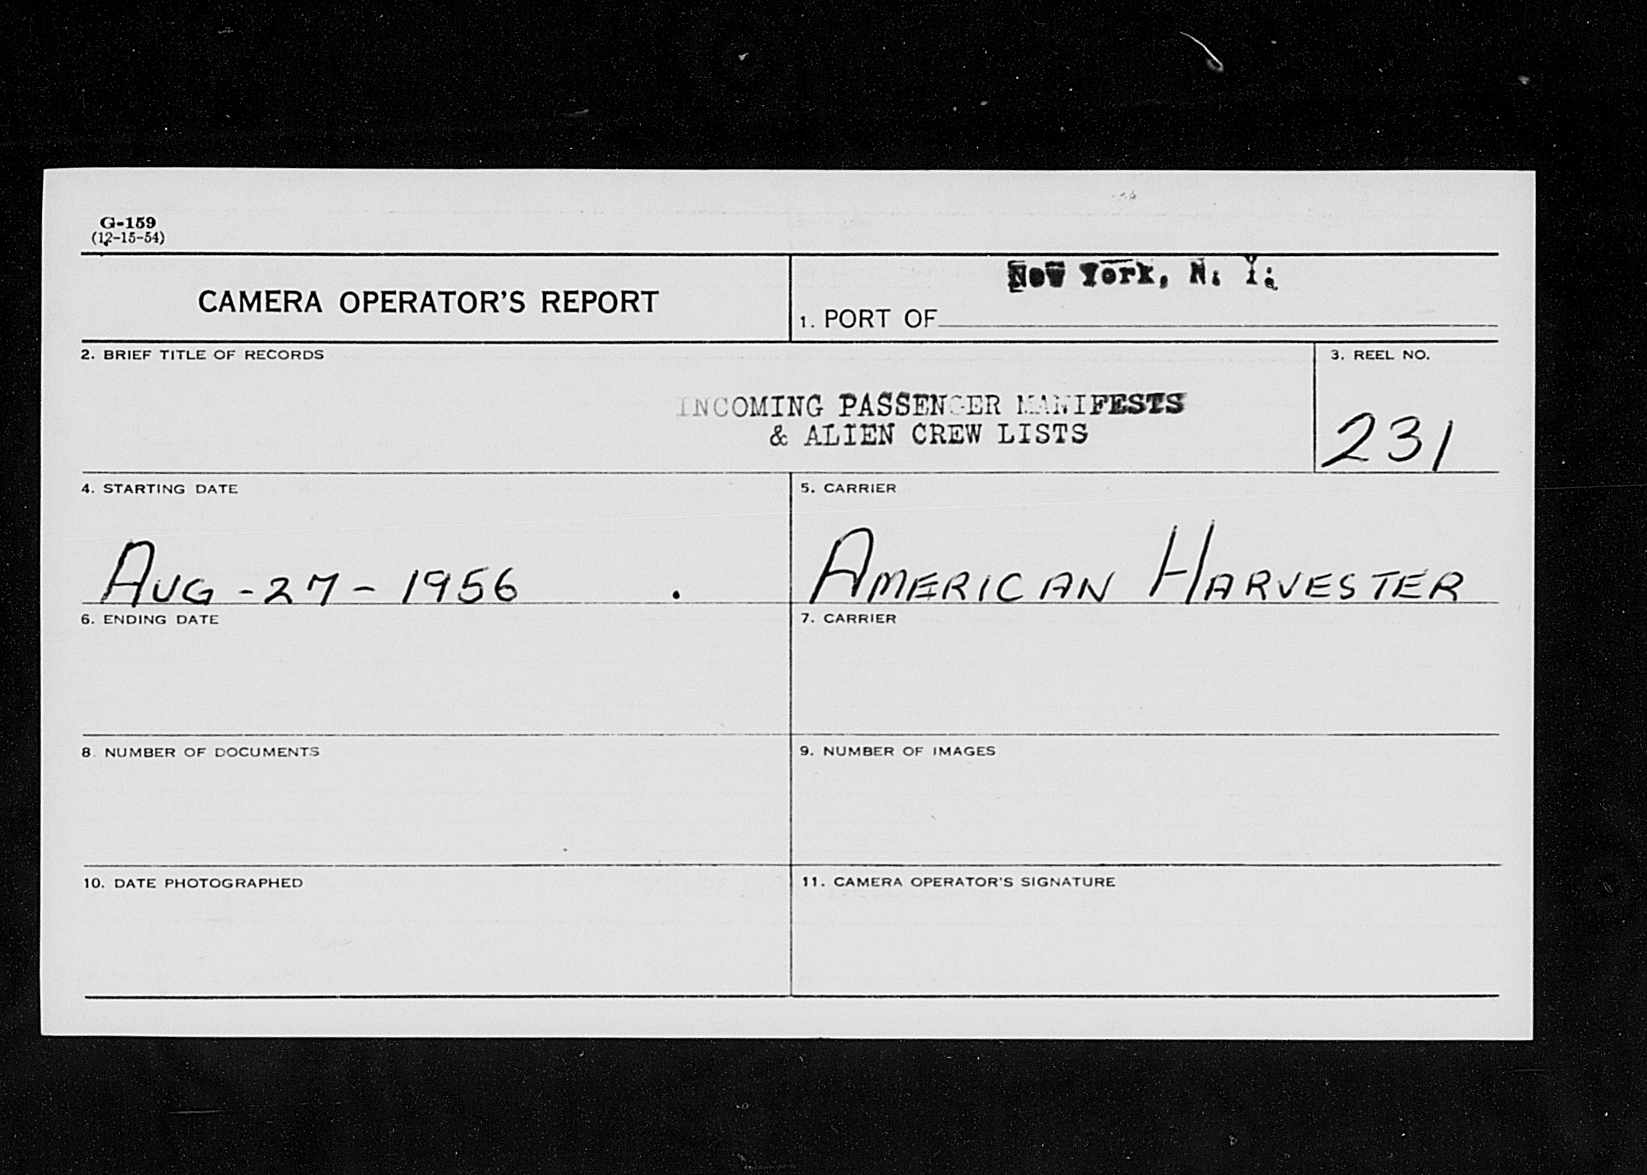 G-159
(12-15-54)
CAMERA OPERATOR'S REPORT
New York, N. Y.
1. PORT OF
2. BRIEF TITLE OF RECORDS
INCOMING PASSENGER MANIFESTS
& ALIEN CREW LISTS
3. REEL NO.
231
4. STARTING DATE
AUG - 27 - 1956
5. CARRIER
AMERICAN HARVESTER
6. ENDING DATE
7. CARRIER
8. NUMBER OF DOCUMENTS
9. NUMBER OF IMAGES
10. DATE PHOTOGRAPHED
11. CAMERA OPERATOR'S SIGNATURE